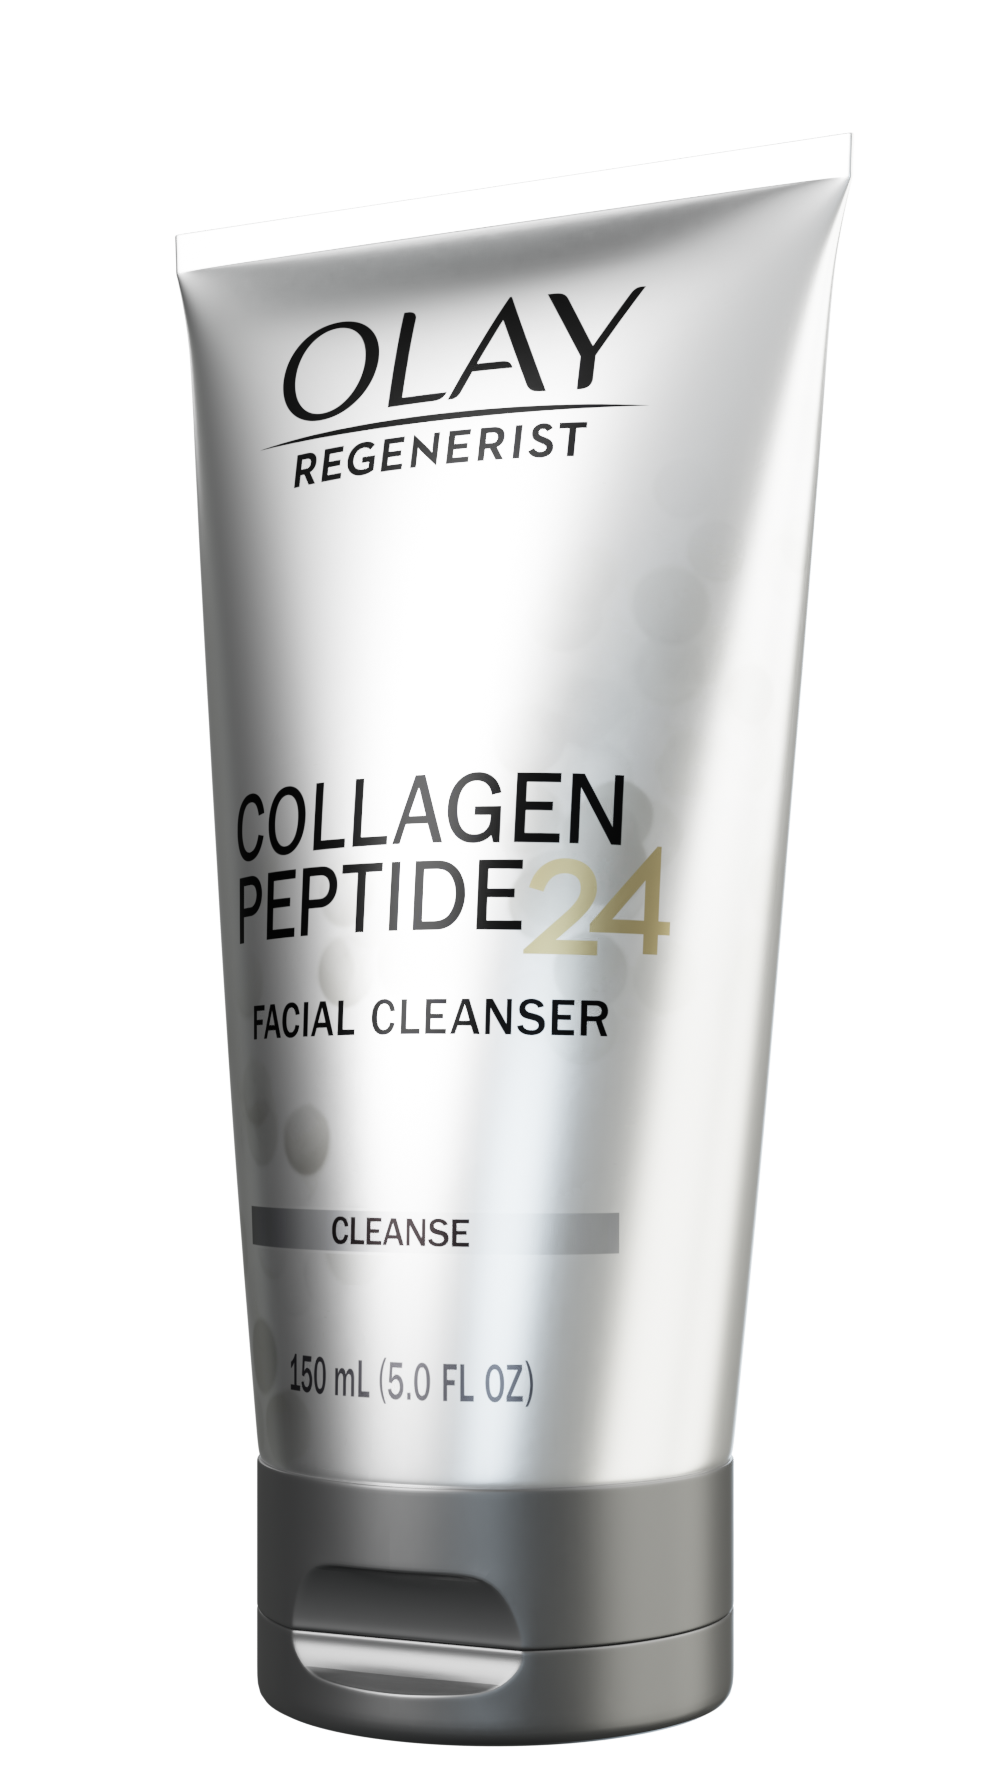 OLAY
REGENERIST
COLLAGEN
PEPTIDE24
FACIAL CLEANSER
CLEANSE
150 mL (5.0 FL OZ)